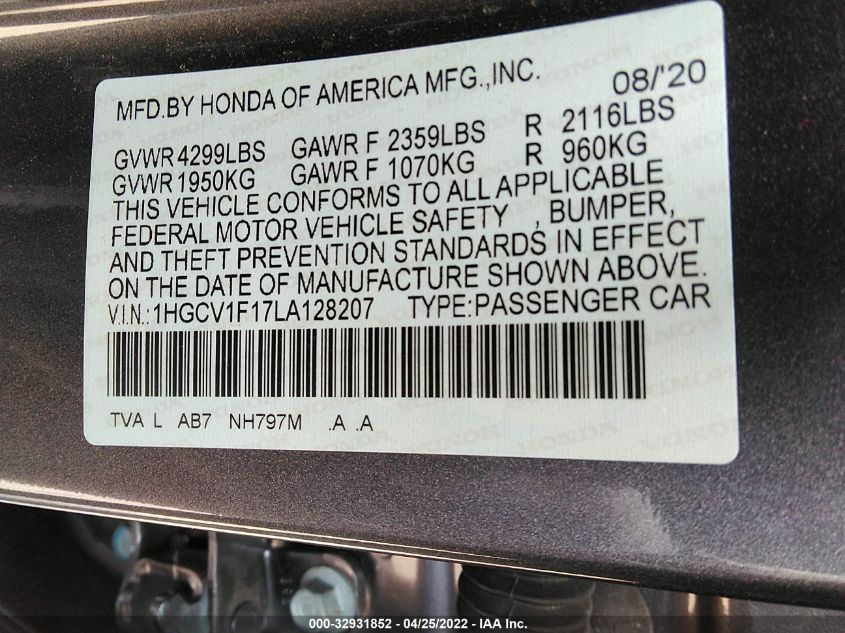 MFD.BY HONDA OF AMERICA MFG.,INC. 08/'20
GVWR 4299LBS GAWR F 2359LBS R 2116LBS
GVWR 1950KG GAWR F 1070KG R 960KG
THIS VEHICLE CONFORMS TO ALL APPLICABLE
FEDERAL MOTOR VEHICLE SAFETY , BUMPER,
AND THEFT PREVENTION STANDARDS IN EFFECT
ON THE DATE OF MANUFACTURE SHOWN ABOVE.
V.I.N.:1HGCV1F17LA128207 TYPE:PASSENGER CAR
TVA L AB7 NH797M .A .A
000-32931852 - 04/25/2022 - IAA Inc.